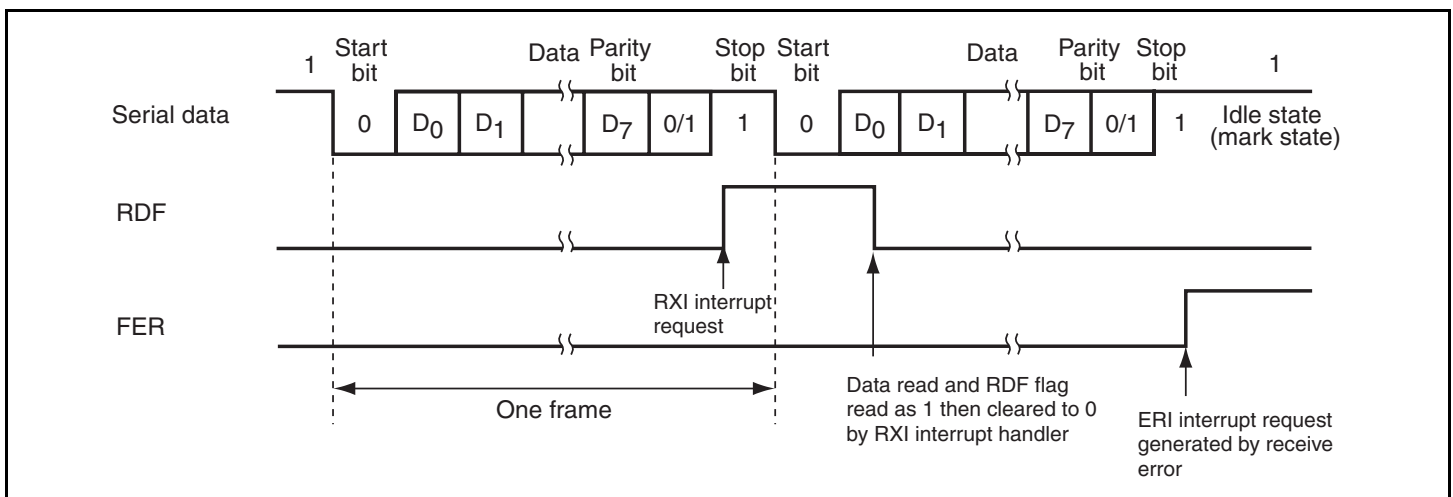 1 Start bit Data Parity bit Stop bit Start bit Data Parity bit Stop bit 1
Serial data 0 D0 D1 D7 0/1 1 0 D0 D1 D7 0/1 1 Idle state (mark state)
RDF
RXI interrupt
request
FER
One frame
Data read and RDF flag
read as 1 then cleared to 0
by RXI interrupt handler
ERI interrupt request
generated by receive
error